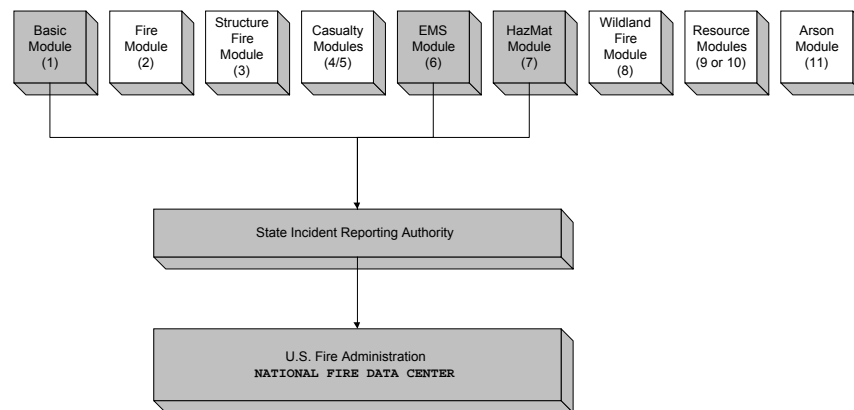 Basic
Module
(1)
Fire
Module
(2)
Structure
Fire
Module
(3)
Casualty
Modules
(4/5)
EMS
Module
(6)
HazMat
Module
(7)
Wildland
Fire
Module
(8)
Resource
Modules
(9 or 10)
Arson
Module
(11)
State Incident Reporting Authority
U.S. Fire Administration
NATIONAL FIRE DATA CENTER